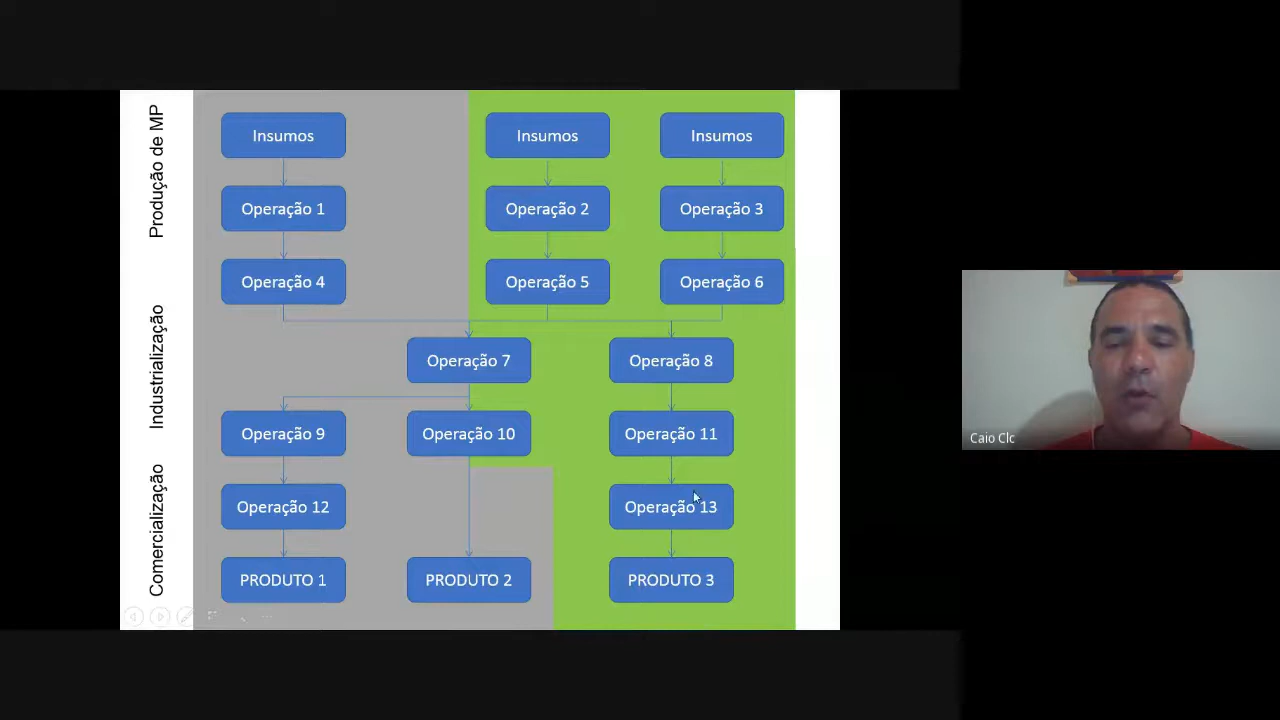 Produção de MP
Insumos
Insumos
Insumos
Operação 1
Operação 2
Operação 3
Operação 4
Operação 5
Operação 6
Industrialização
Operação 7
Operação 8
Operação 9
Operação 10
Operação 11
Comercialização
Operação 12
Operação 13
PRODUTO 1
PRODUTO 2
PRODUTO 3
Caio Clc